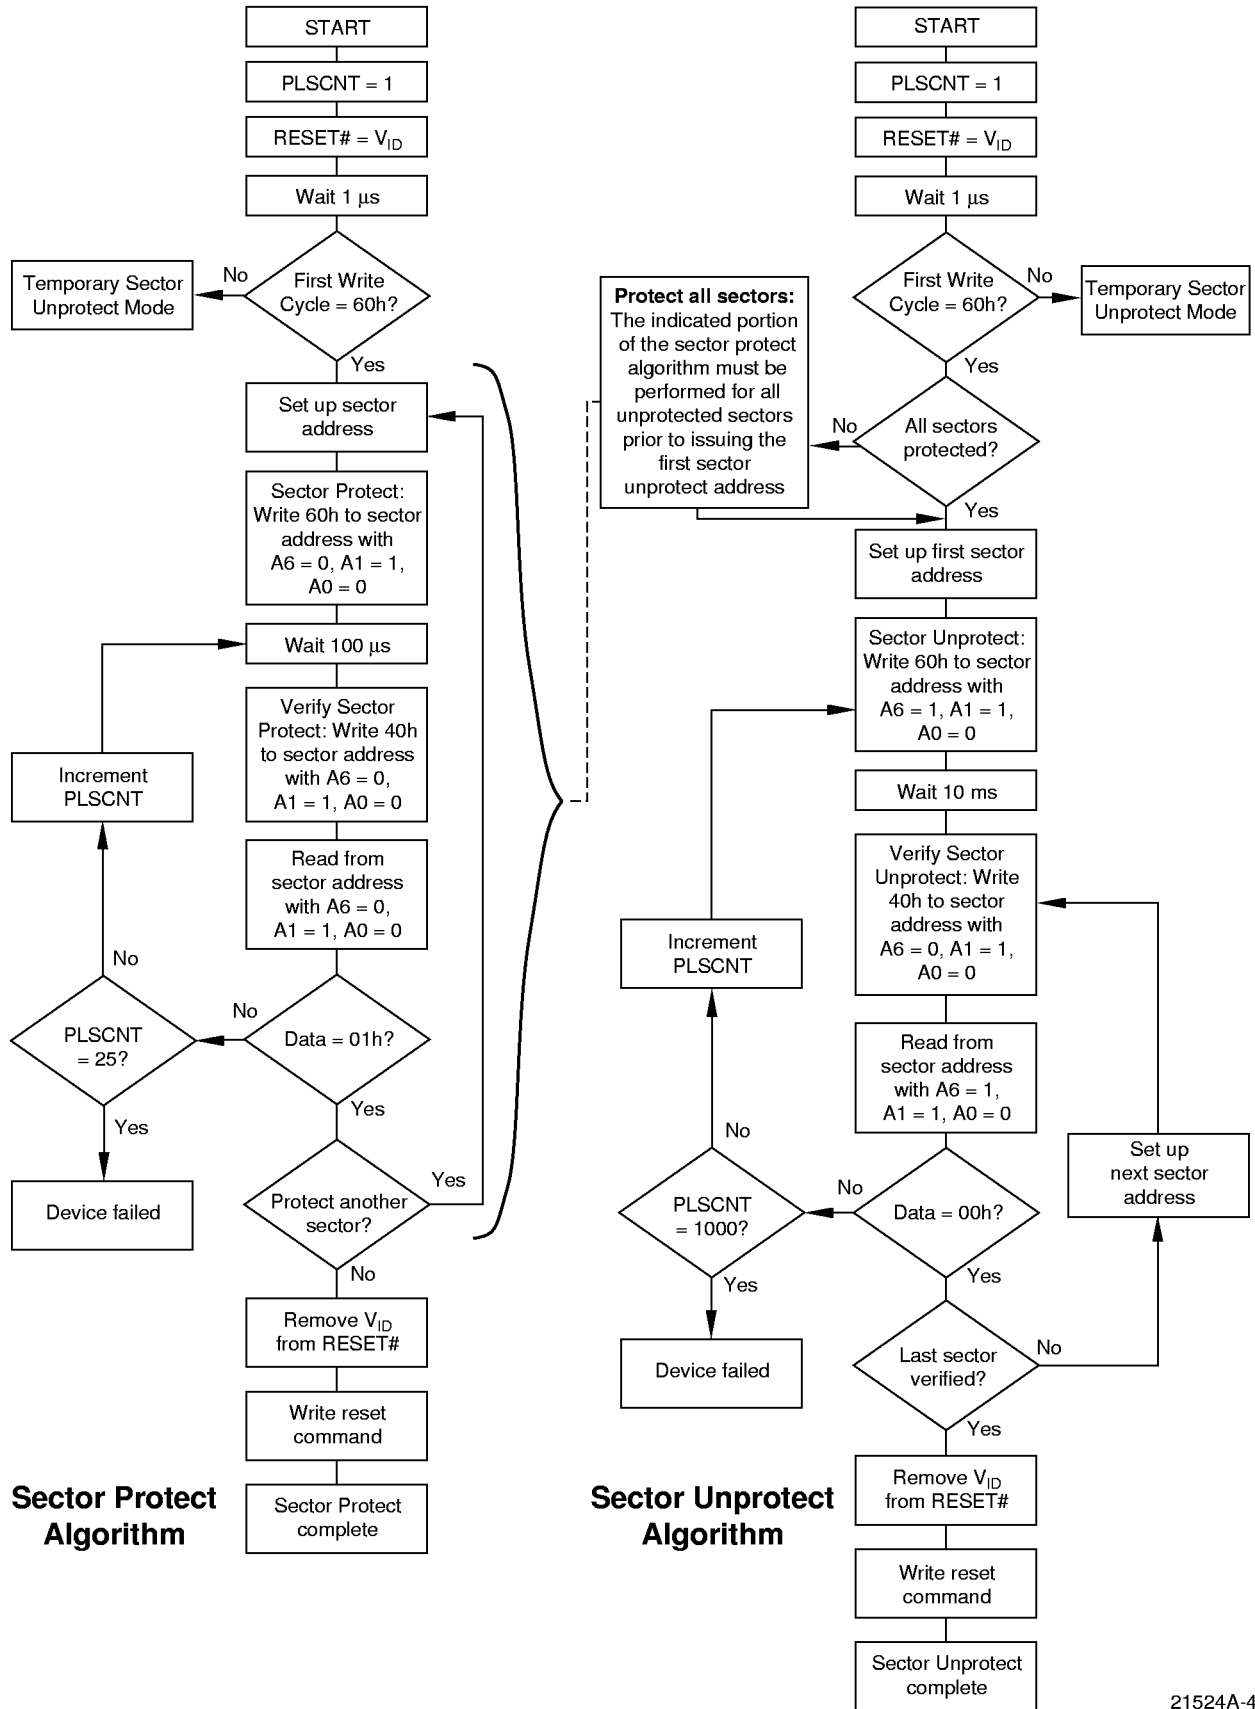 START
PLSCNT = 1
RESET# = VID
Wait 1 μs
First Write
Cycle = 60h?
No
Temporary Sector
Unprotect Mode
Yes
Set up sector
address
Sector Protect:
Write 60h to sector
address with
A6 = 0, A1 = 1,
A0 = 0
Wait 100 μs
Verify Sector
Protect: Write 40h
to sector address
with A6 = 0,
A1 = 1, A0 = 0
Increment
PLSCNT
Read from
sector address
with A6 = 0,
A1 = 1, A0 = 0
No
No
Data = 01h?
PLSCNT
= 25?
Yes
Yes
Device failed
Protect another
sector?
Yes
No
Remove VID
from RESET#
Write reset
command
Sector Protect
complete
Sector Protect
Algorithm
START
PLSCNT = 1
RESET# = VID
Wait 1 μs
First Write
Cycle = 60h?
No
Temporary Sector
Unprotect Mode
Yes
All sectors
protected?
No
Protect all sectors:
The indicated portion
of the sector protect
algorithm must be
performed for all
unprotected sectors
prior to issuing the
first sector
unprotect address
Yes
Set up first sector
address
Sector Unprotect:
Write 60h to sector
address with
A6 = 1, A1 = 1,
A0 = 0
Wait 10 ms
Verify Sector
Unprotect: Write
40h to sector
address with
A6 = 0, A1 = 1,
A0 = 0
Increment
PLSCNT
Read from
sector address
with A6 = 1,
A1 = 1, A0 = 0
No
No
Data = 00h?
PLSCNT
= 1000?
Yes
Device failed
Set up
next sector
address
Yes
Last sector
verified?
No
Yes
Remove VID
from RESET#
Write reset
command
Sector Unprotect
complete
Sector Unprotect
Algorithm
21524A-4